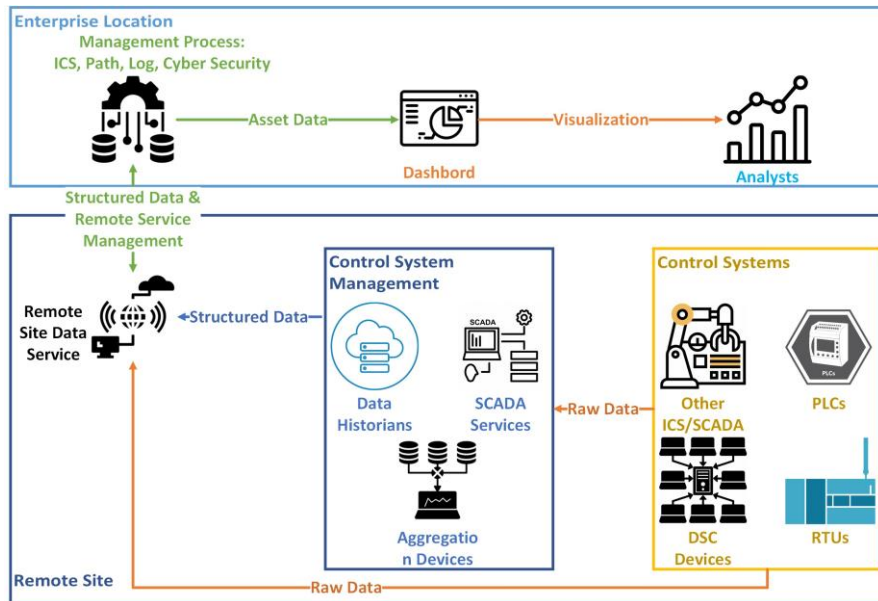 Enterprise Location
Management Process:
ICS, Path, Log, Cyber Security
Asset Data
Visualization
Dashbord
Analysts
Structured Data &
Remote Service
Management
Remote
Site Data
Service
Structured Data
Control System
Management
SCADA
Data
Historians
SCADA
Services
Aggregatio
n Devices
Raw Data
Control Systems
Other
ICS/SCADA
PLCs
PLCs
DSC
Devices
RTUs
Remote Site
Raw Data